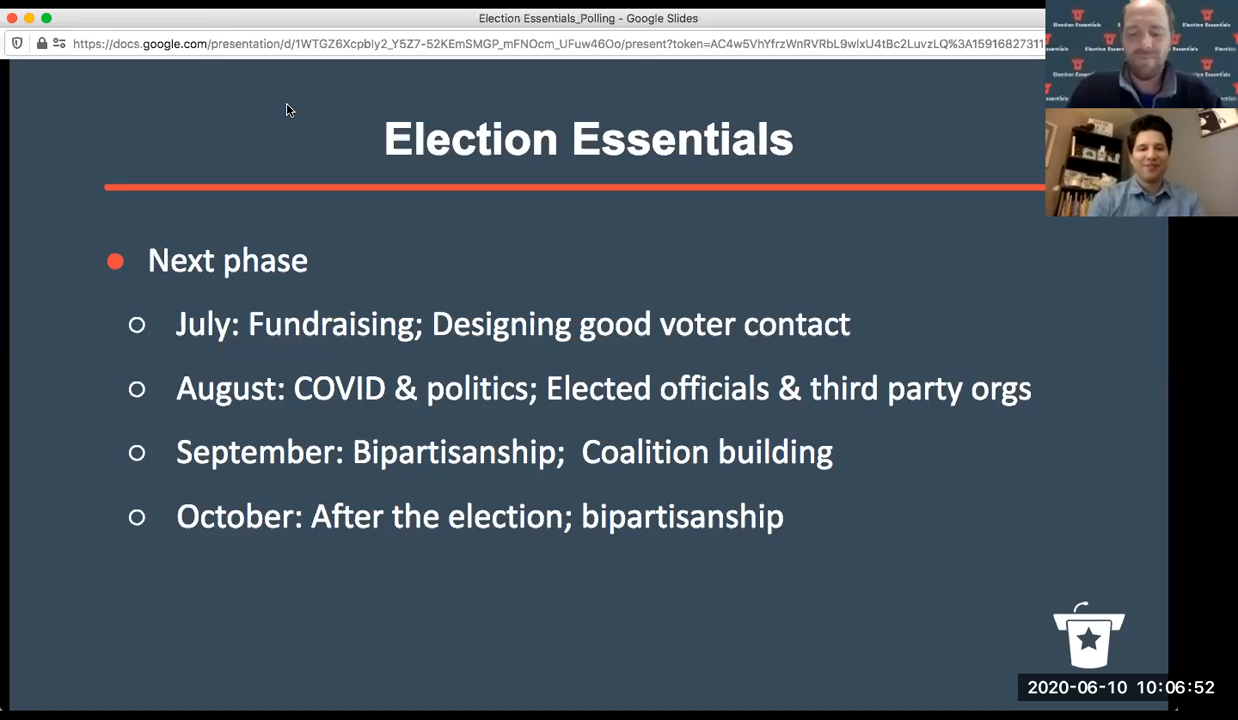 Election Essentials_Polling - Google Slides
https://docs.google.com/presentation/d/1WTGZ6Xcpbly2_Y5Z7-52KEmSMGP_mFNOcm_UFuw46Oo/present?token=AC4w5VhYfrzWnRVRbL9wlxU4tBc2LuvzLQ%3A15916827311
Election Essentials
Next phase
July: Fundraising; Designing good voter contact
August: COVID & politics; Elected officials & third party orgs
September: Bipartisanship;  Coalition building
October: After the election; bipartisanship
2020-06-10 10:06:52